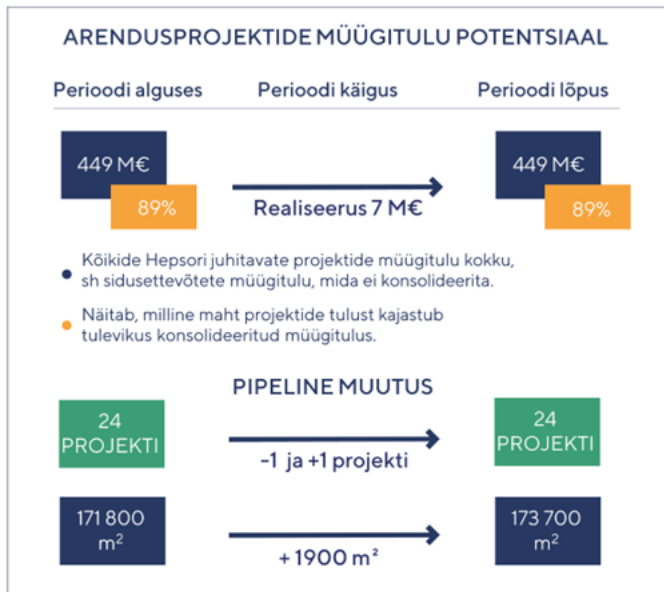 ARENDUSPROJEKTIDE MÜÜGITULU POTENTSIAAL
Perioodi alguses
Perioodi käigus
Perioodi lõpus
449 M€
89%
Realiseerus 7 M€
449 M€
89%
Kõikide Hepsori juhitavate projektide müügitulu kokku,
sh sidusettevõtete müügitulu, mida ei konsolideerita.
Näitab, milline maht projektide tulust kajastub
tulevikus konsolideeritud müügitulus.
PIPELINE MUUTUS
24
PROJEKTI
-1 ja +1 projekti
24
PROJEKTI
171 800
m²
+ 1900 m²
173 700
m²